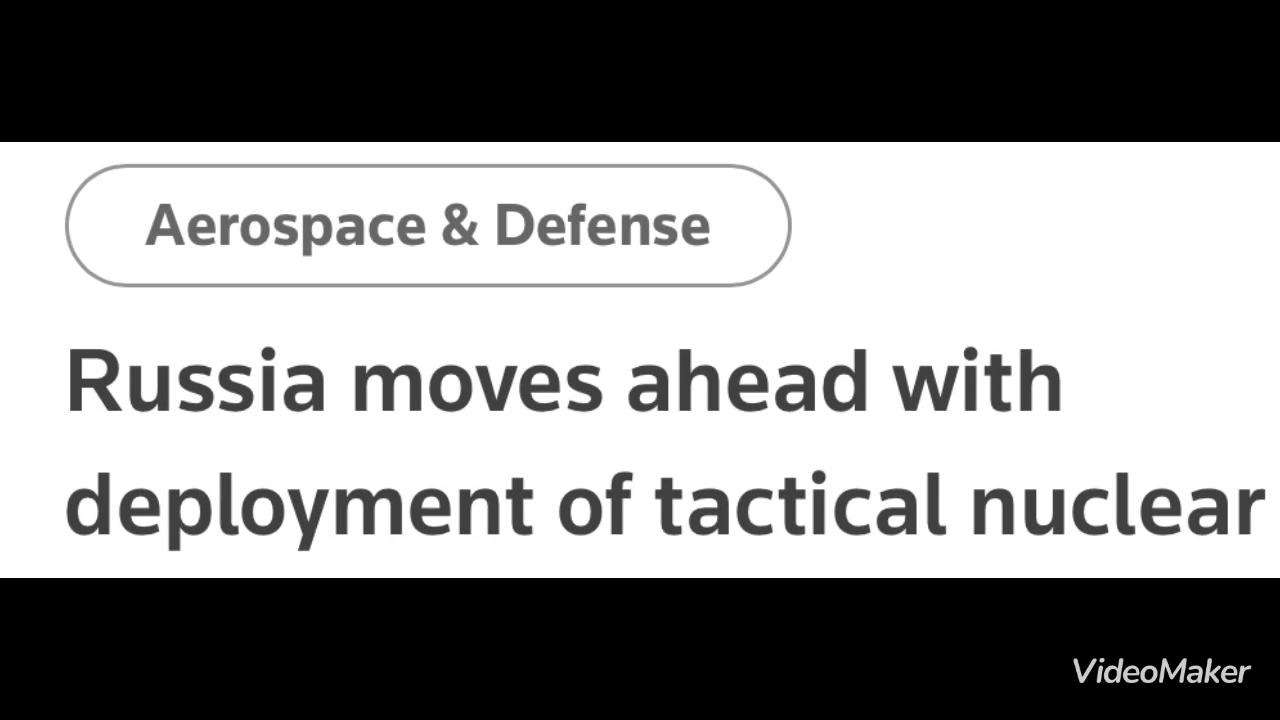 Aerospace & Defense
Russia moves ahead with
deployment of tactical nuclear
VideoMaker